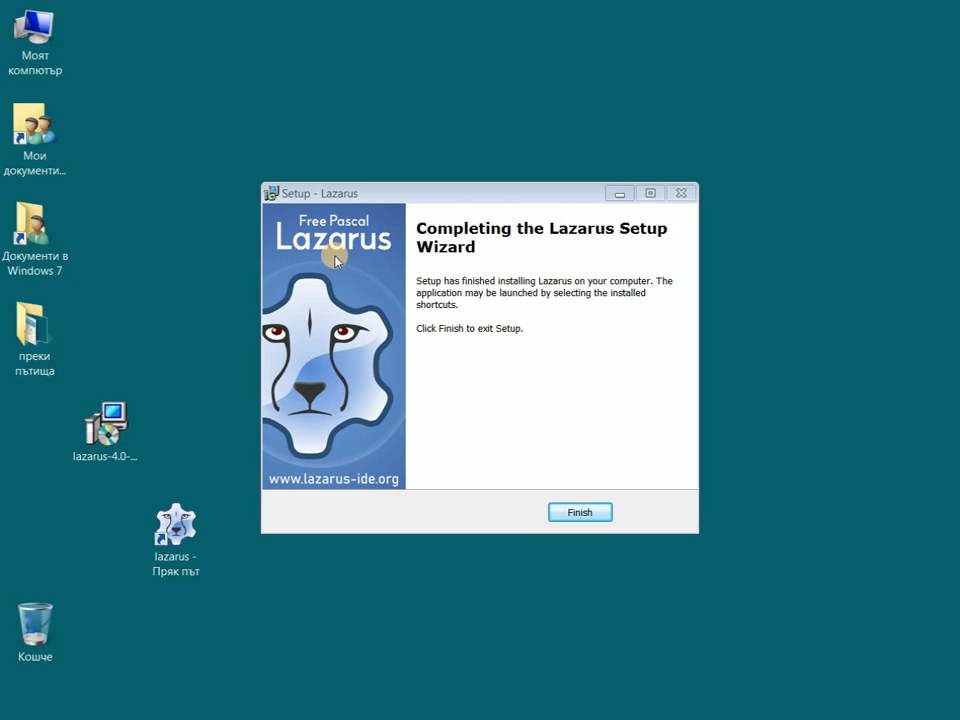 Моят
компютър
Мои
документи...
Документи в
Windows 7
преки
пътища
lazarus-4.0-...
lazarus -
Пряк път
Кошче
Setup - Lazarus
Free Pascal
Lazarus
www.lazarus-ide.org
Completing the Lazarus Setup
Wizard
Setup has finished installing Lazarus on your computer. The
application may be launched by selecting the installed
shortcuts.
Click Finish to exit Setup.
Finish